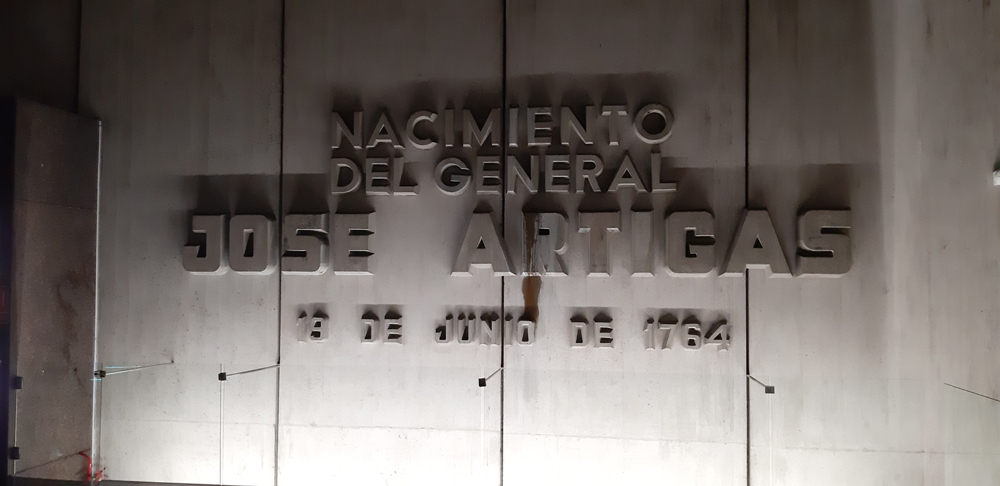 NACIMIENTO
DEL GENERAL
JOSE ARTIGAS
19 DE JUNIO DE 1764